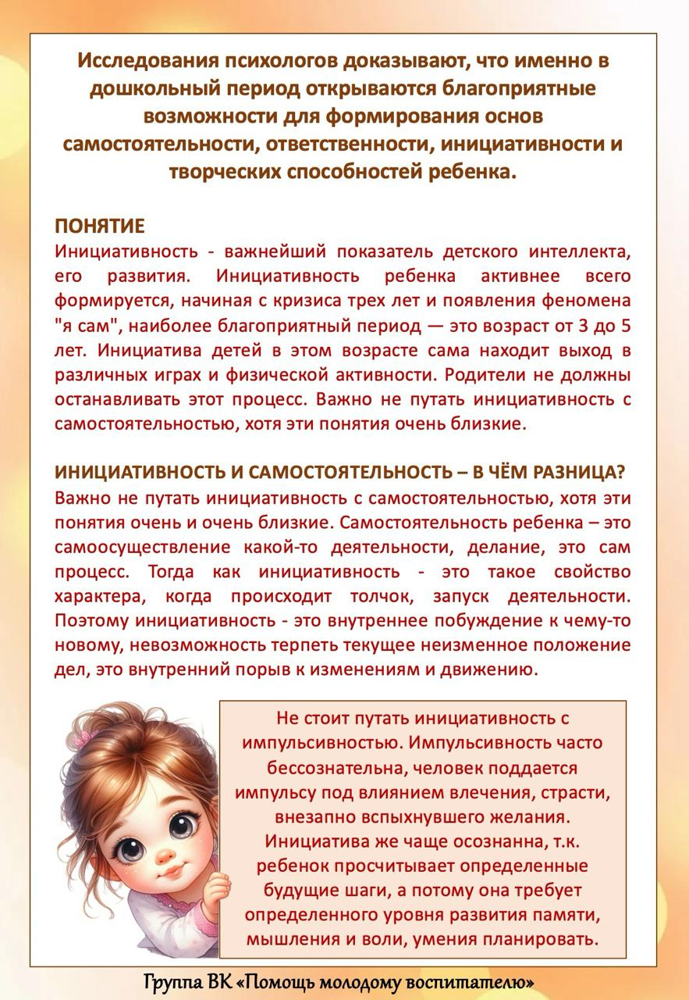 Исследования психологов доказывают, что именно в
дошкольный период открываются благоприятные
возможности для формирования основ
самостоятельности, ответственности, инициативности и
творческих способностей ребенка.
ПОНЯТИЕ
Инициативность - важнейший показатель детского интеллекта,
его развития. Инициативность ребенка активнее всего
формируется, начиная с кризиса трех лет и появления феномена
"я сам", наиболее благоприятный период — это возраст от 3 до 5
лет. Инициатива детей в этом возрасте сама находит выход в
различных играх и физической активности. Родители не должны
останавливать этот процесс. Важно не путать инициативность с
самостоятельностью, хотя эти понятия очень близкие.
ИНИЦИАТИВНОСТЬ И САМОСТОЯТЕЛЬНОСТЬ – В ЧЁМ РАЗНИЦА?
Важно не путать инициативность с самостоятельностью, хотя эти
понятия очень и очень близкие. Самостоятельность ребенка – это
самоосуществление какой-то деятельности, делание, это сам
процесс. Тогда как инициативность - это такое свойство
характера, когда происходит толчок, запуск деятельности.
Поэтому инициативность - это внутреннее побуждение к чему-то
новому, невозможность терпеть текущее неизменное положение
дел, это внутренний порыв к изменениям и движению.
Не стоит путать инициативность с
импульсивностью. Импульсивность часто
бессознательна, человек поддается
импульсу под влиянием влечения, страсти,
внезапно вспыхнувшего желания.
Инициатива же чаще осознанна, т.к.
ребенок просчитывает определенные
будущие шаги, а потому она требует
определенного уровня развития памяти,
мышления и воли, умения планировать.
Группа ВК «Помощь молодому воспитателю»